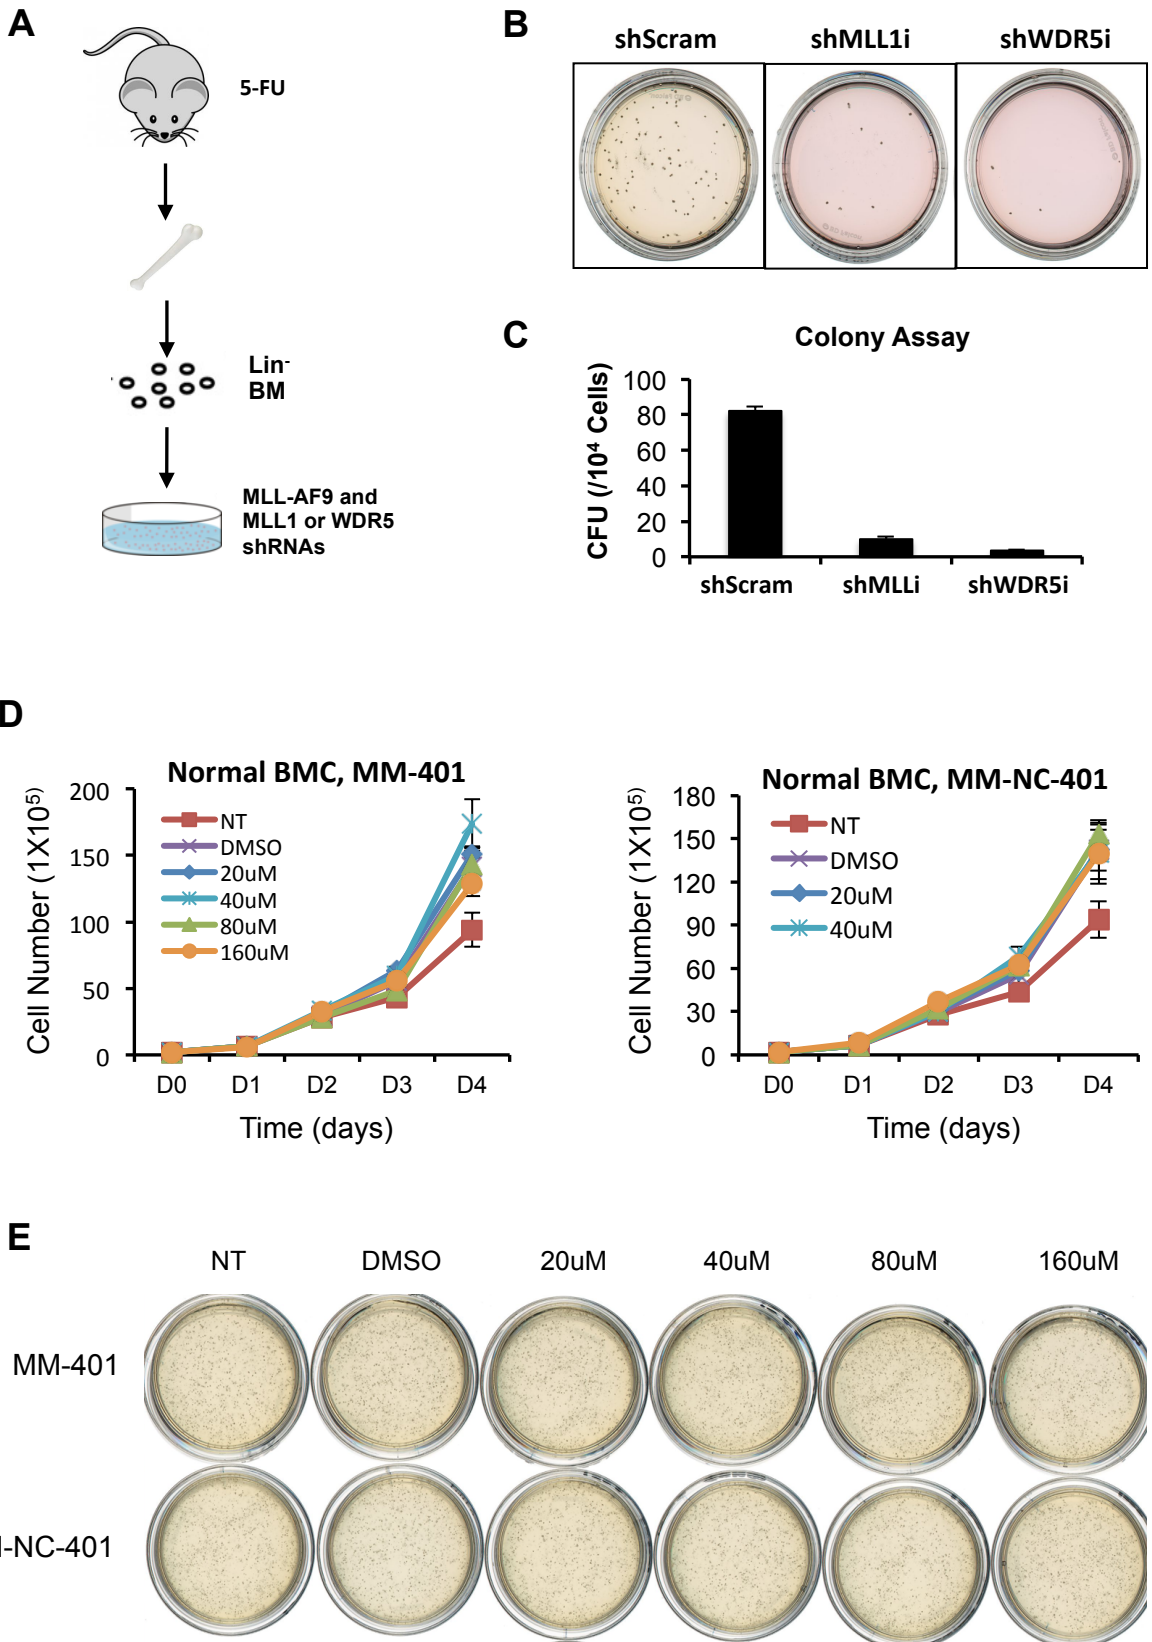 A
5-FU
Lin-
BM
MLL-AF9 and
MLL1 or WDR5
shRNAs
B
shScram
shMLL1i
shWDR5i
C
Colony Assay
CFU (/10⁴ Cells)
100
80
60
40
20
0
shScram
shMLLi
shWDR5i
D
Normal BMC, MM-401
Cell Number (1X10⁵)
200
150
100
50
0
NT
DMSO
20uM
40uM
80uM
160uM
D0
D1
D2
D3
D4
Time (days)
Normal BMC, MM-NC-401
Cell Number (1X10⁵)
180
150
120
90
60
30
0
NT
DMSO
20uM
40uM
D0
D1
D2
D3
D4
Time (days)
E
NT
DMSO
20uM
40uM
80uM
160uM
MM-401
-NC-401